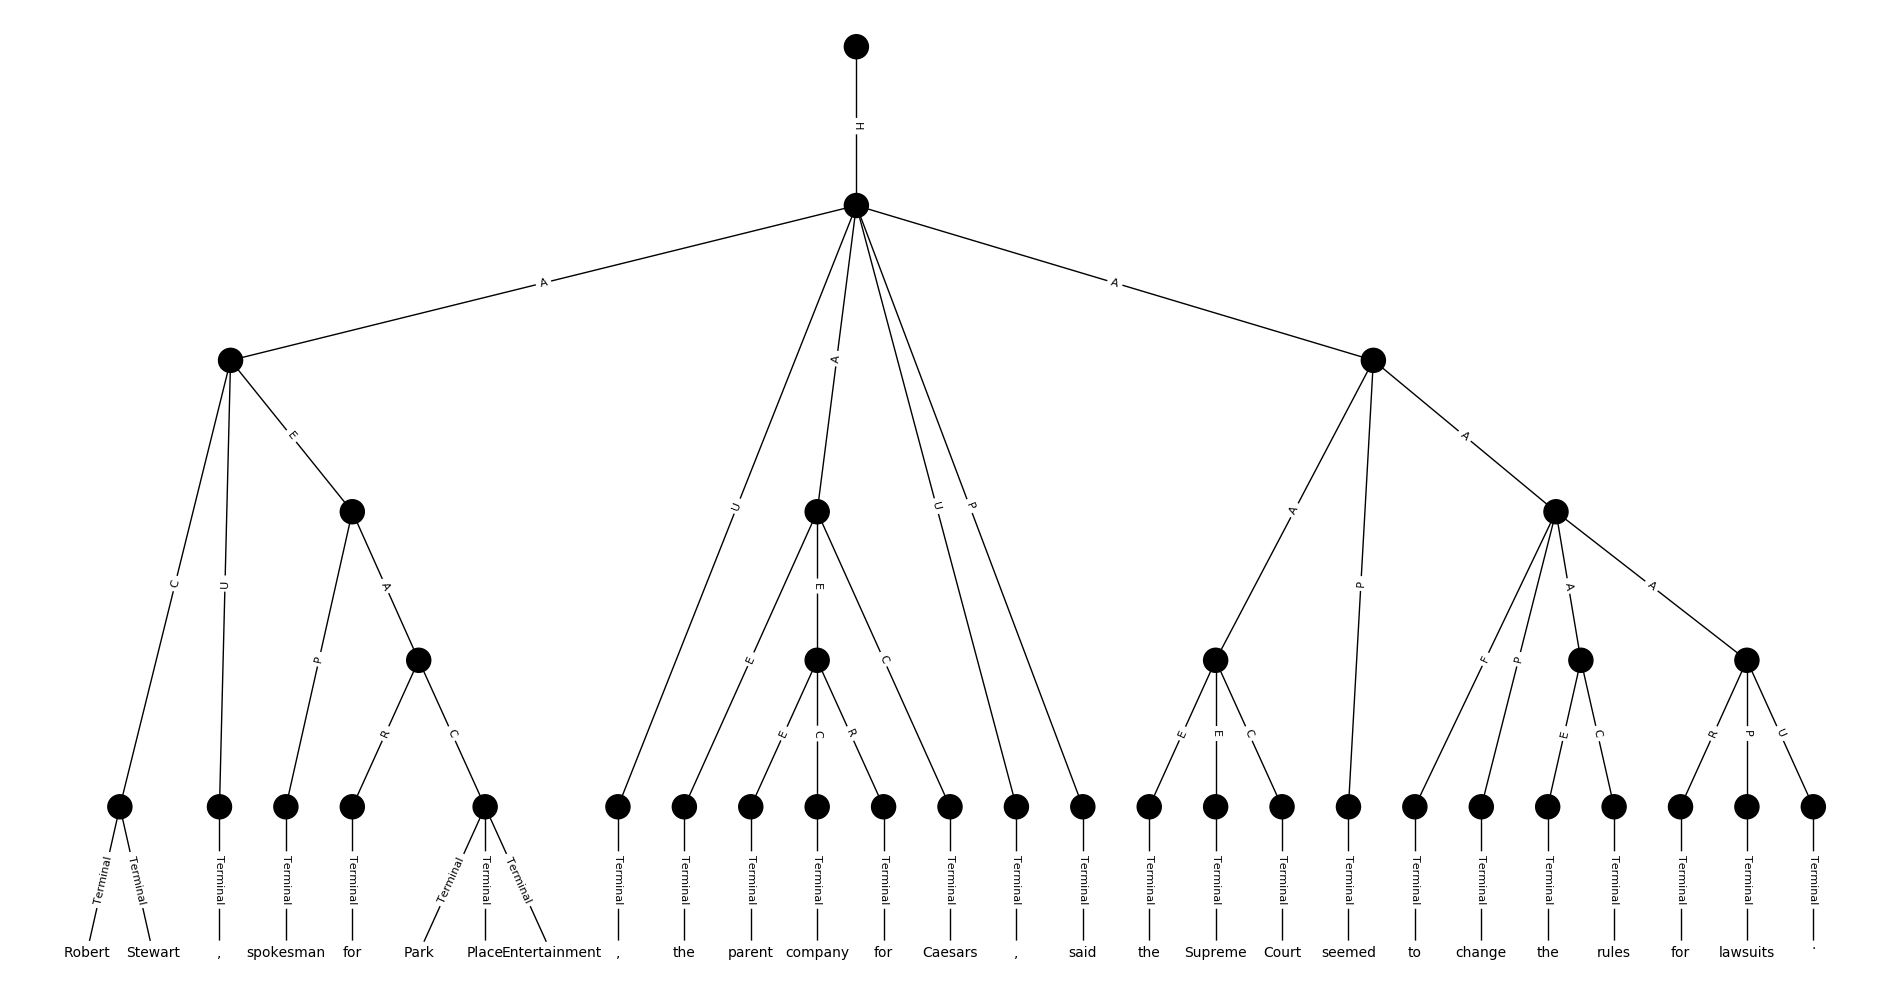 H
A A
A
E A
U U P
C U A E P A A
P E C A F P
R C E C R E E C E C R P U
Terminal Terminal Terminal Terminal Terminal Terminal Terminal Terminal Terminal Terminal Terminal Terminal Terminal Terminal Terminal Terminal Terminal Terminal Terminal Terminal Terminal Terminal Terminal Terminal Terminal Terminal Terminal
Robert Stewart , spokesman for Park Place Entertainment , the parent company for Caesars , said the Supreme Court seemed to change the rules for lawsuits .